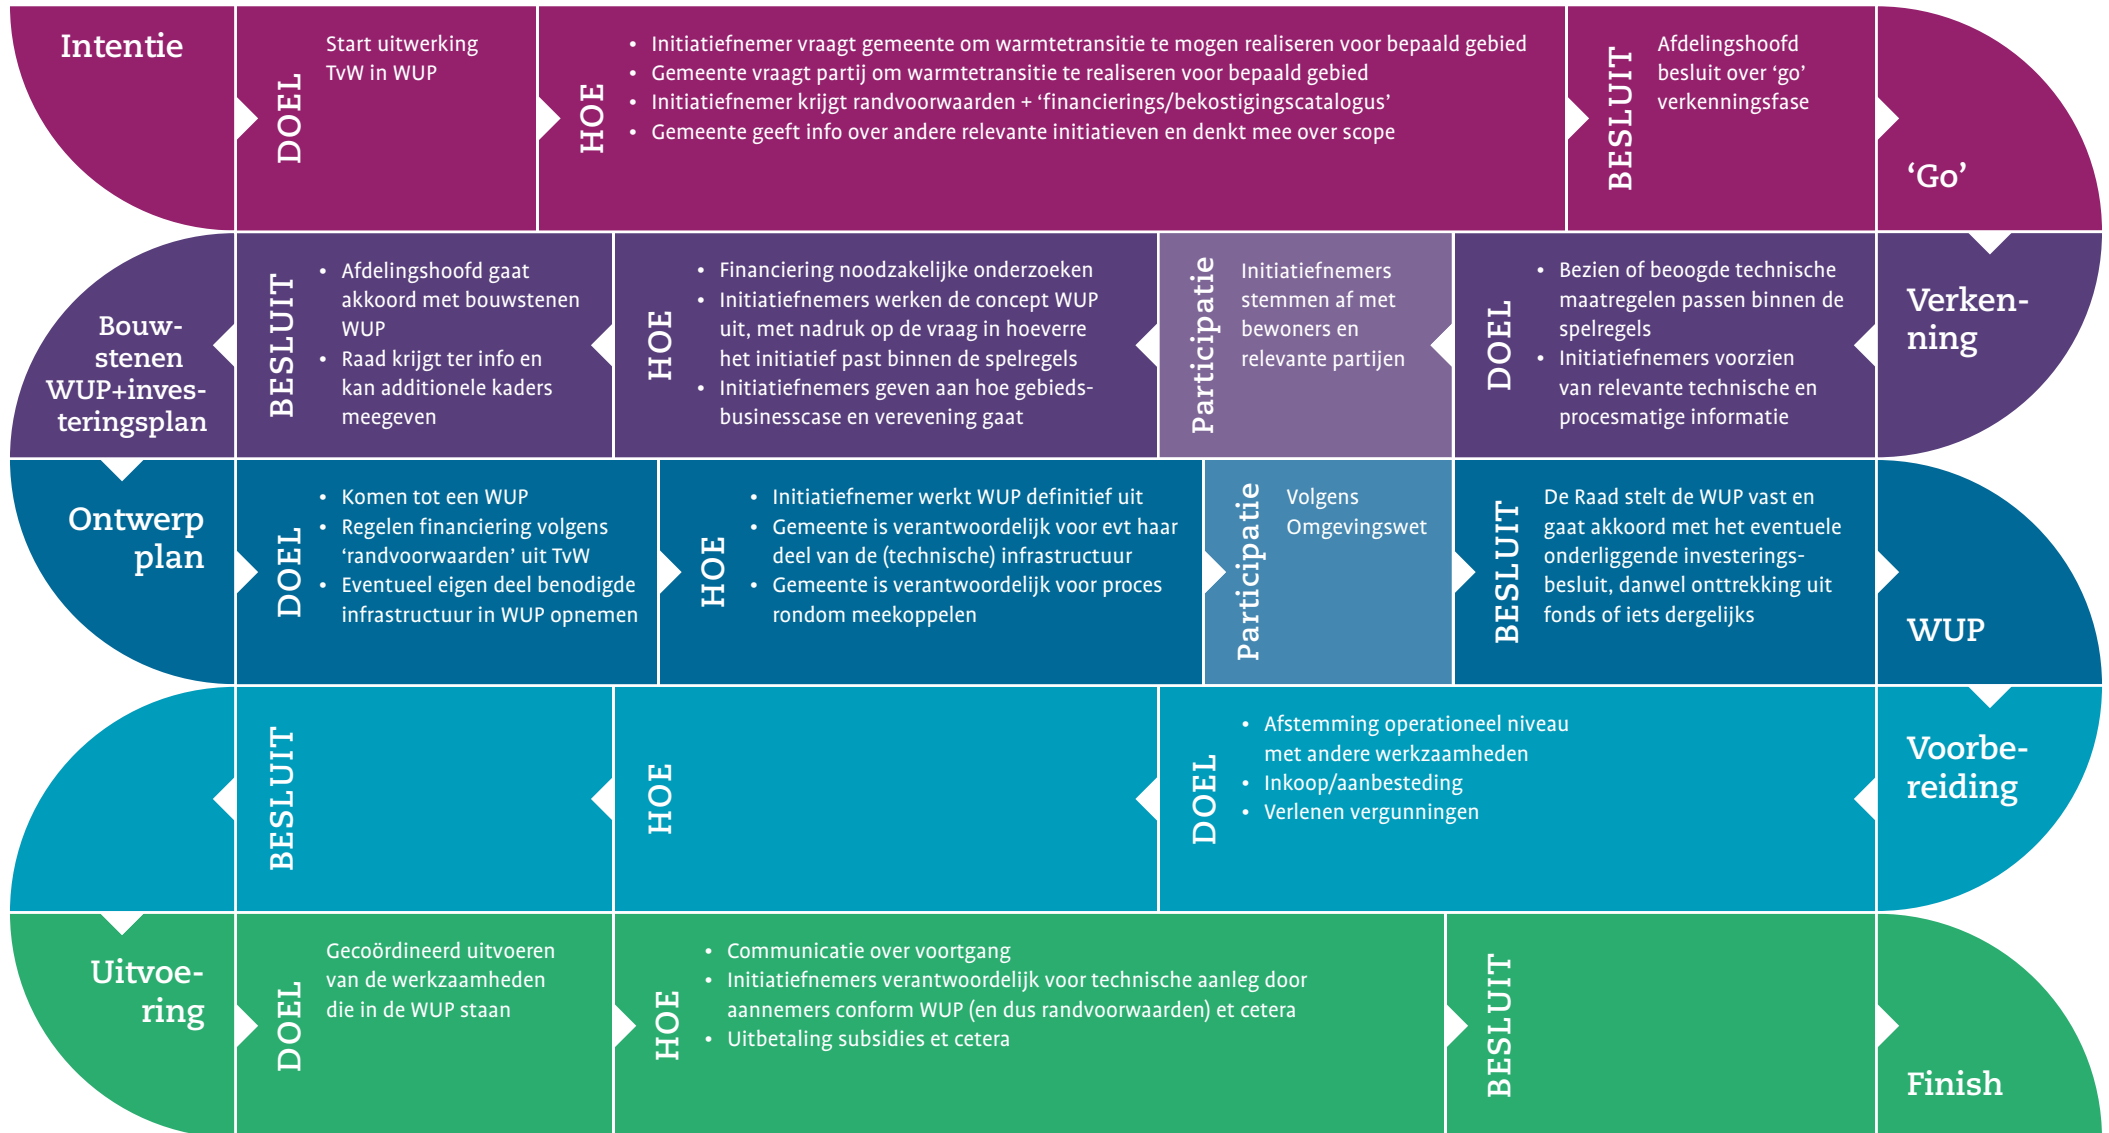 Intentie
DOEL
Start uitwerking
TvW in WUP
HOE
• Initiatiefnemer vraagt gemeente om warmtetransitie te mogen realiseren voor bepaald gebied
• Gemeente vraagt partij om warmtetransitie te realiseren voor bepaald gebied
• Initiatiefnemer krijgt randvoorwaarden + ‘financierings/bekostigingscatalogus’
• Gemeente geeft info over andere relevante initiatieven en denkt mee over scope
BESLUIT
Afdelingshoofd
besluit over ‘go’
verkenningsfase
‘Go’
Verken-
ning
DOEL
• Bezien of beoogde technische
maatregelen passen binnen de
spelregels
• Initiatiefnemers voorzien
van relevante technische en
procesmatige informatie
Participatie
Initiatiefnemers
stemmen af met
bewoners en
relevante partijen
HOE
• Financiering noodzakelijke onderzoeken
• Initiatiefnemers werken de concept WUP
uit, met nadruk op de vraag in hoeverre
het initiatief past binnen de spelregels
• Initiatiefnemers geven aan hoe gebieds-
businesscase en verevening gaat
BESLUIT
• Afdelingshoofd gaat
akkoord met bouwstenen
WUP
• Raad krijgt ter info en
kan additionele kaders
meegeven
Bouw-
stenen
WUP+inves-
teringsplan
Ontwerp
plan
DOEL
• Komen tot een WUP
• Regelen financiering volgens
‘randvoorwaarden’ uit TvW
• Eventueel eigen deel benodigde
infrastructuur in WUP opnemen
HOE
• Initiatiefnemer werkt WUP definitief uit
• Gemeente is verantwoordelijk voor evt haar
deel van de (technische) infrastructuur
• Gemeente is verantwoordelijk voor proces
rondom meekoppelen
Participatie
Volgens
Omgevingswet
BESLUIT
De Raad stelt de WUP vast en
gaat akkoord met het eventuele
onderliggende investerings-
besluit, danwel onttrekking uit
fonds of iets dergelijks
WUP
Voorbe-
reiding
DOEL
• Afstemming operationeel niveau
met andere werkzaamheden
• Inkoop/aanbesteding
• Verlenen vergunningen
HOE
BESLUIT
Uitvoe-
ring
DOEL
Gecoördineerd uitvoeren
van de werkzaamheden
die in de WUP staan
HOE
• Communicatie over voortgang
• Initiatiefnemers verantwoordelijk voor technische aanleg door
aannemers conform WUP (en dus randvoorwaarden) et cetera
• Uitbetaling subsidies et cetera
BESLUIT
Finish